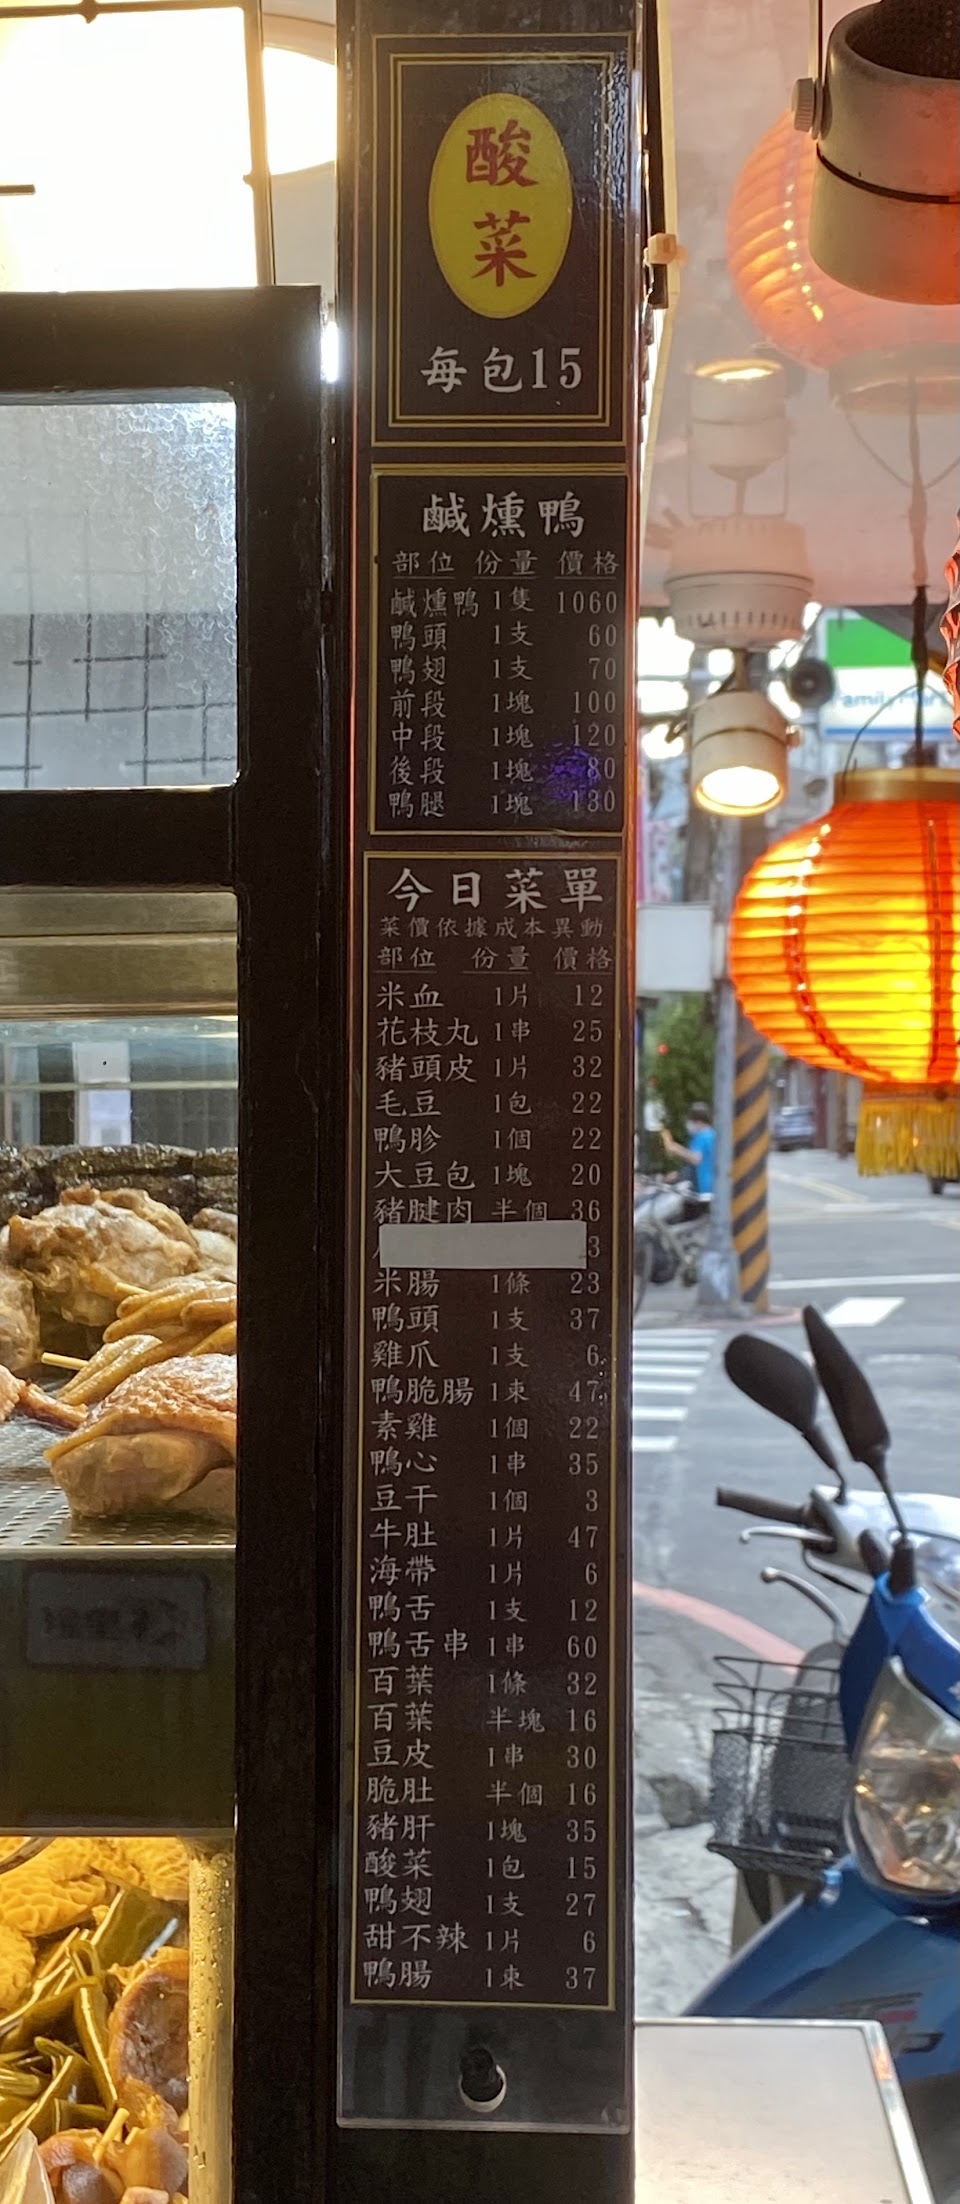 酸
菜
每包15
鹹燻鴨
部位 份量 價格
鹹燻鴨 1隻 1060
鴨頭 1支 60
鴨翅 1支 70
前段 1塊 100
中段 1塊 120
後段 1塊 80
鴨腿 1塊 130
今日菜單
菜價依據成本異動
部位 份量 價格
米血 1片 12
花枝丸 1串 25
豬頭皮 1片 32
毛豆 1包 22
鴨胗 1個 22
大豆包 1塊 20
豬腱肉 半個 36
3
米腸 1條 23
鴨頭 1支 37
雞爪 1支 6
鴨脆腸 1束 47
素雞 1個 22
鴨心 1串 35
豆干 1個 3
牛肚 1片 47
海帶 1片 6
鴨舌 1支 12
鴨舌串 1串 60
百葉 1條 32
百葉 半塊 16
豆皮 1串 30
脆肚 半個 16
豬肝 1塊 35
酸菜 1包 15
鴨翅 1支 27
甜不辣 1片 6
鴨腸 1束 37